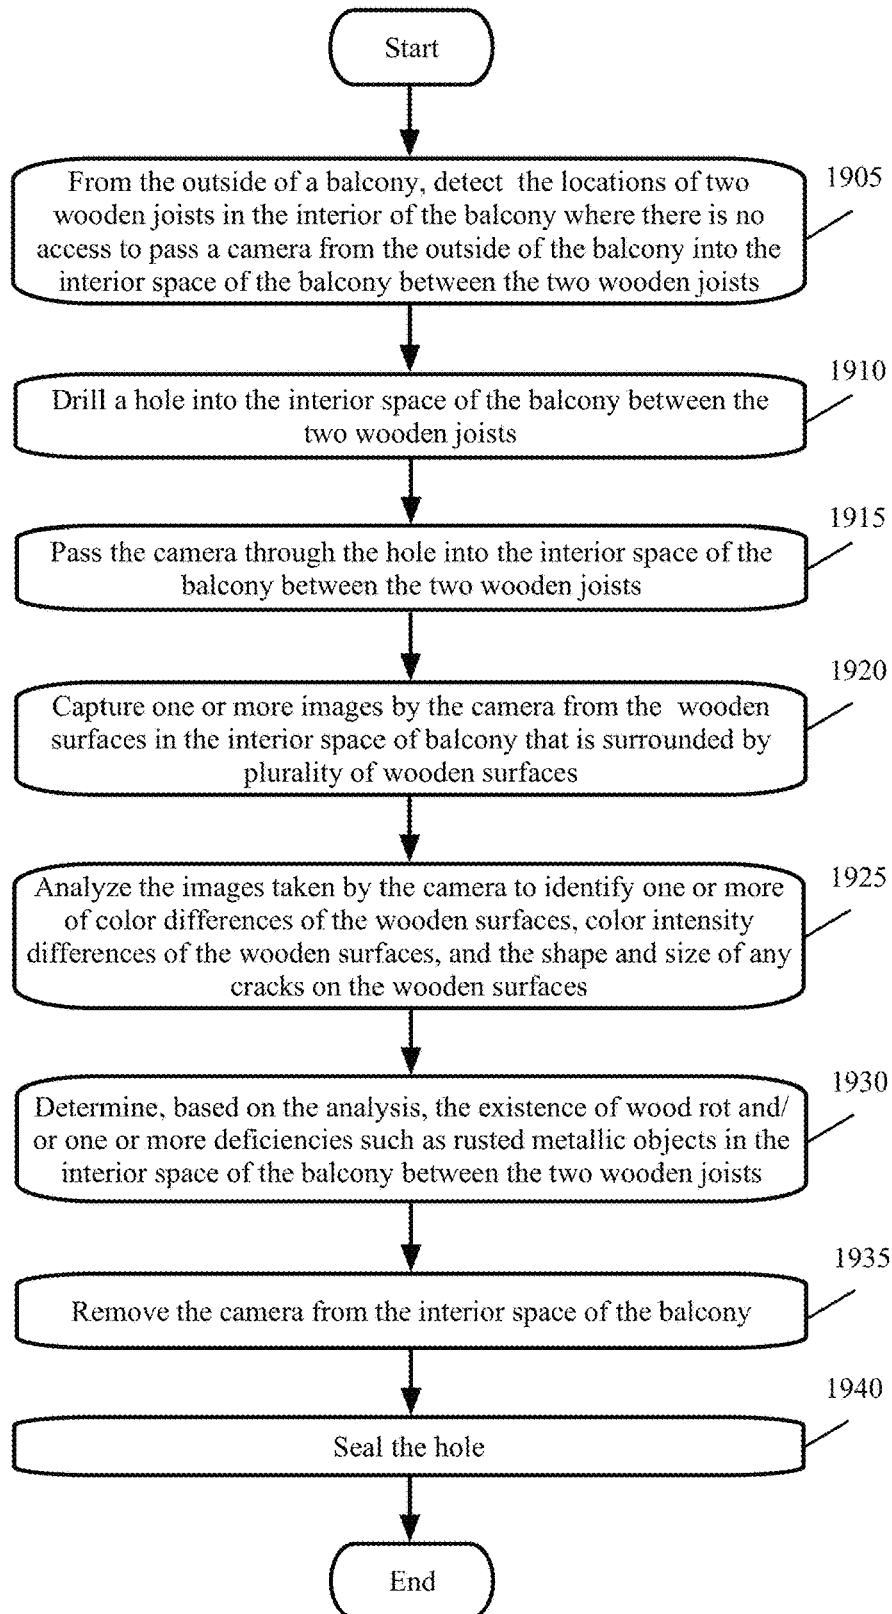 Start
1905
From the outside of a balcony, detect the locations of two
wooden joists in the interior of the balcony where there is no
access to pass a camera from the outside of the balcony into the
interior space of the balcony between the two wooden joists
1910
Drill a hole into the interior space of the balcony between the
two wooden joists
1915
Pass the camera through the hole into the interior space of the
balcony between the two wooden joists
1920
Capture one or more images by the camera from the wooden
surfaces in the interior space of balcony that is surrounded by
plurality of wooden surfaces
1925
Analyze the images taken by the camera to identify one or more
of color differences of the wooden surfaces, color intensity
differences of the wooden surfaces, and the shape and size of any
cracks on the wooden surfaces
1930
Determine, based on the analysis, the existence of wood rot and/
or one or more deficiencies such as rusted metallic objects in the
interior space of the balcony between the two wooden joists
1935
Remove the camera from the interior space of the balcony
1940
Seal the hole
End